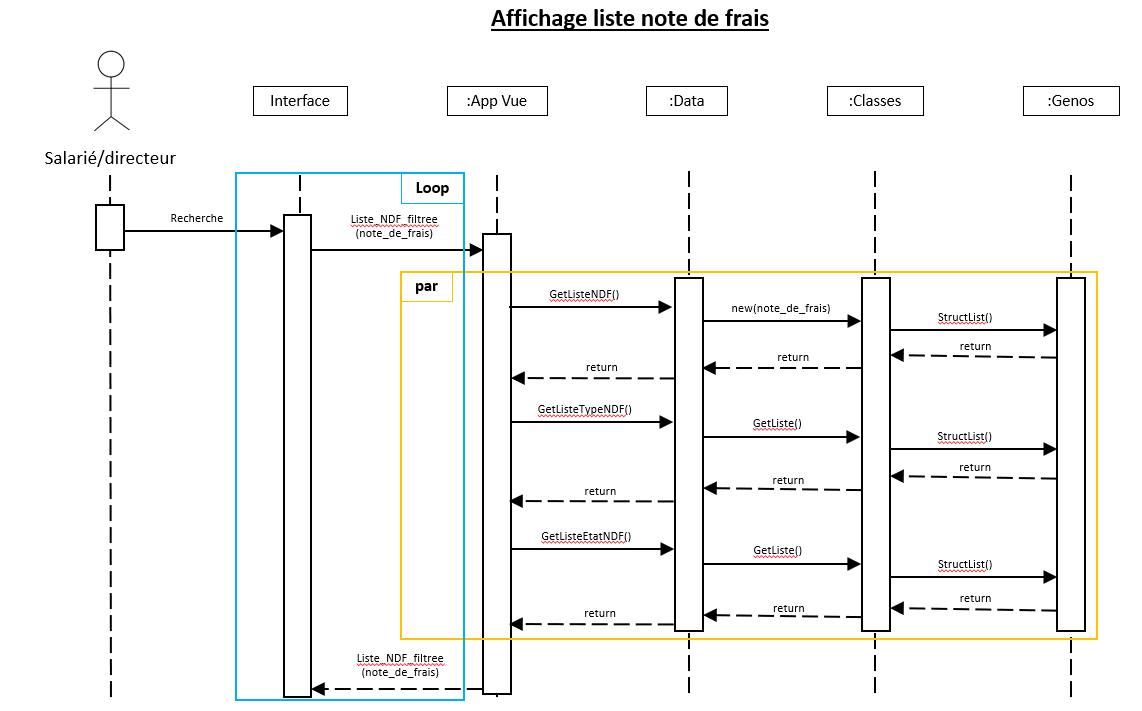 Affichage liste note de frais
Interface
:App Vue
:Data
:Classes
:Genos
Salarié/directeur
Loop
Recherche
Liste_NDF_filtree
(note_de_frais)
par
GetListeNDF()
new(note_de_frais)
StructList()
return
return
return
GetListeTypeNDF()
GetListe()
StructList()
return
return
return
GetListeEtatNDF()
GetListe()
StructList()
return
return
return
Liste_NDF_filtree
(note_de_frais)